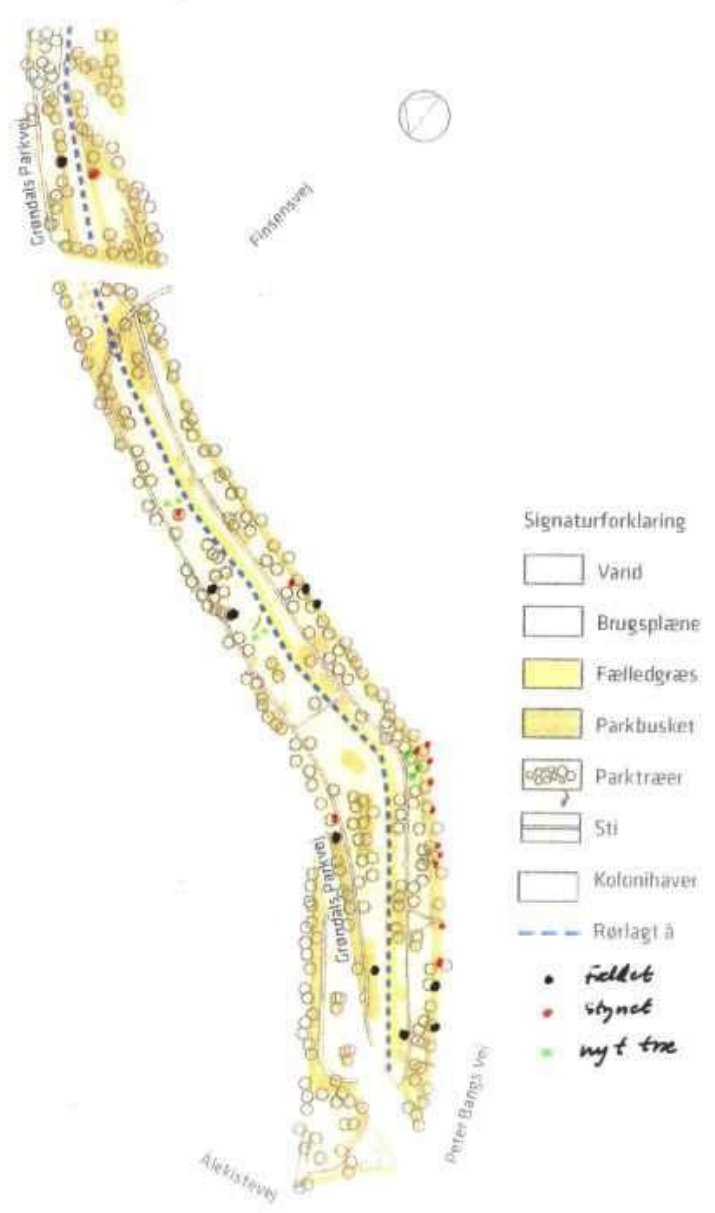 Grøndals Parkvej
Finsensvej
Signaturforklaring
Vand
Brugsplæne
Fælledgræs
Parkbusket
Parktræer
Sti
Kolonihaver
Rørlagt å
fældet
stynet
nyt træ
Grøndals Parkvej
Peter Bangs Vej
Ålekistevej